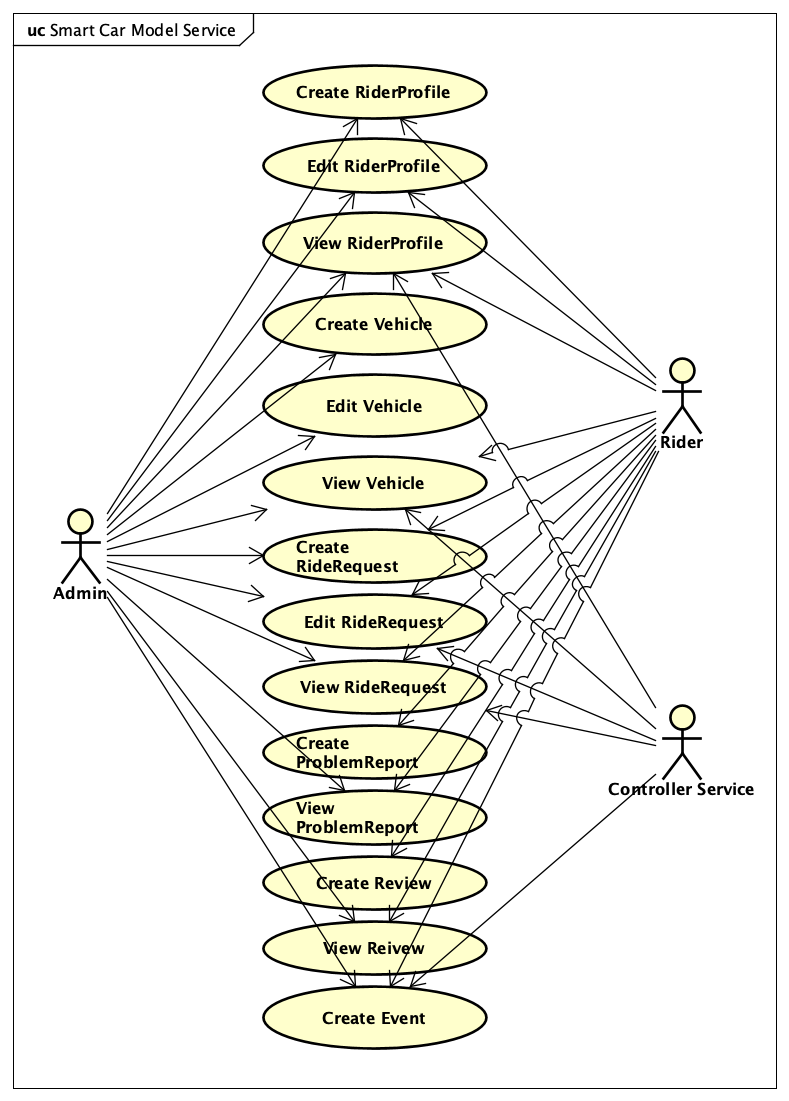 uc Smart Car Model Service
Create RiderProfile
Edit RiderProfile
View RiderProfile
Create Vehicle
Edit Vehicle
Rider
View Vehicle
Create
RideRequest
Admin
Edit RideRequest
View RideRequest
Create
ProblemReport
Controller Service
View
ProblemReport
Create Review
View Reivew
Create Event